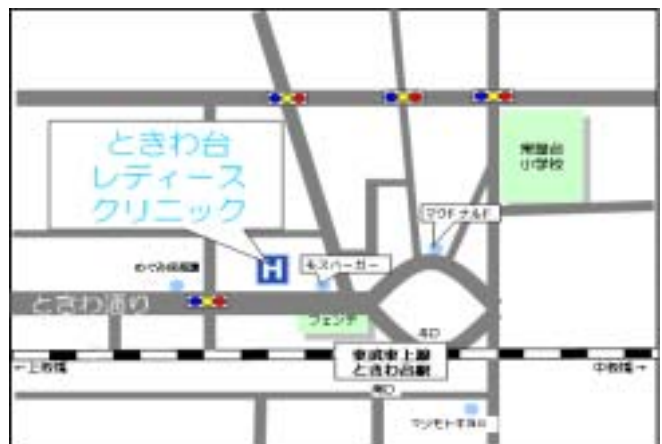 ときわ台
レディース
クリニック
常盤台
小学校
マクドナルド
H
モスバーガー
ときわ通り
フェンテ
北口
東武東上線
ときわ台駅
←上板橋
中板橋→
南口
マツモトキヨシ